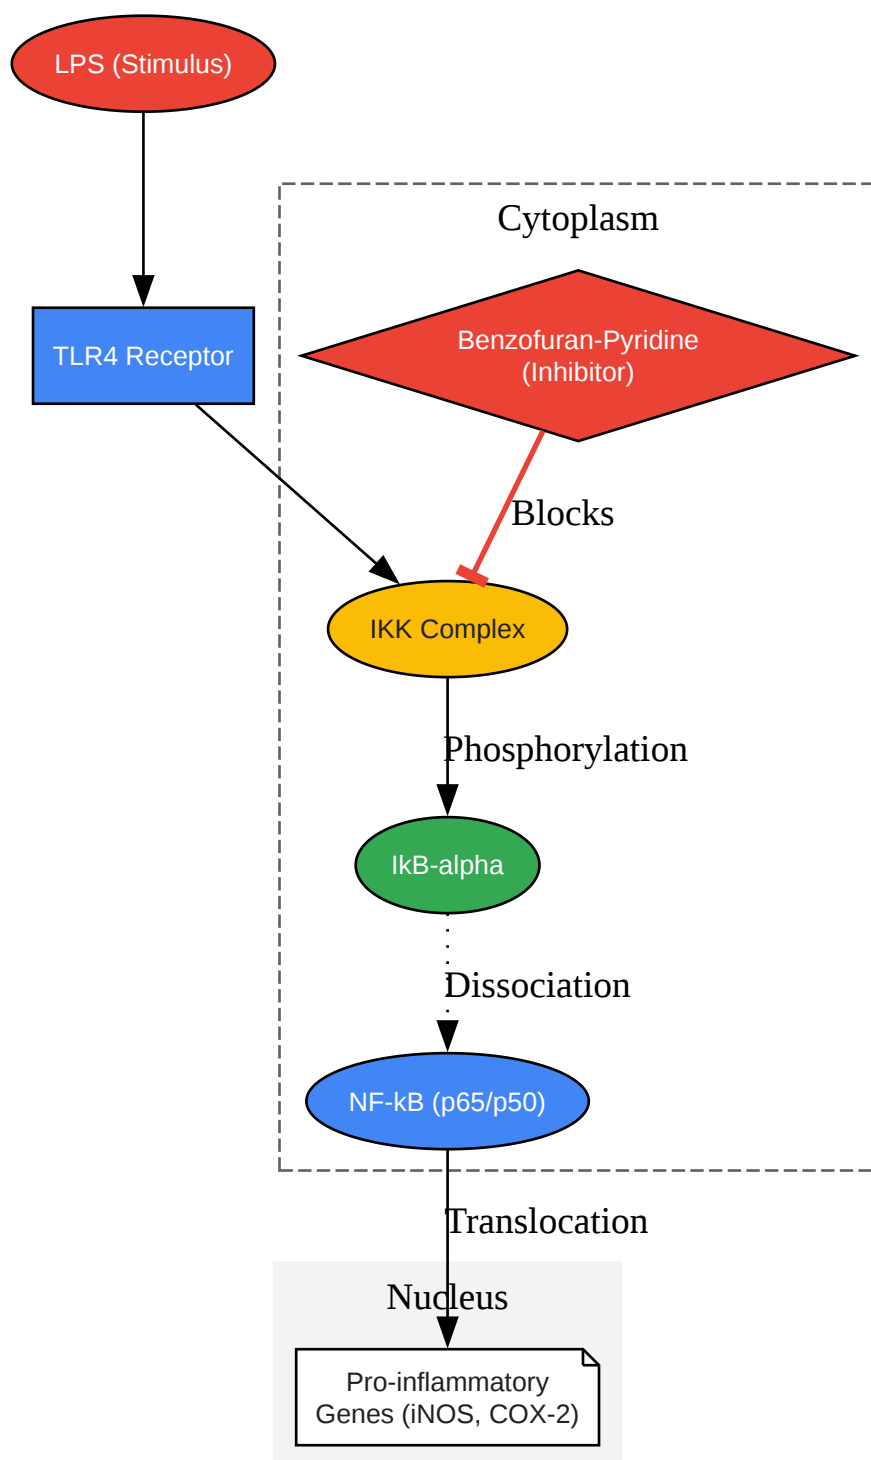 LPS (Stimulus)
Cytoplasm
TLR4 Receptor
Benzofuran-Pyridine
(Inhibitor)
Blocks
IKK Complex
Phosphorylation
IkB-alpha
Dissociation
NF-kB (p65/p50)
Translocation
Nucleus
Pro-inflammatory
Genes (iNOS, COX-2)